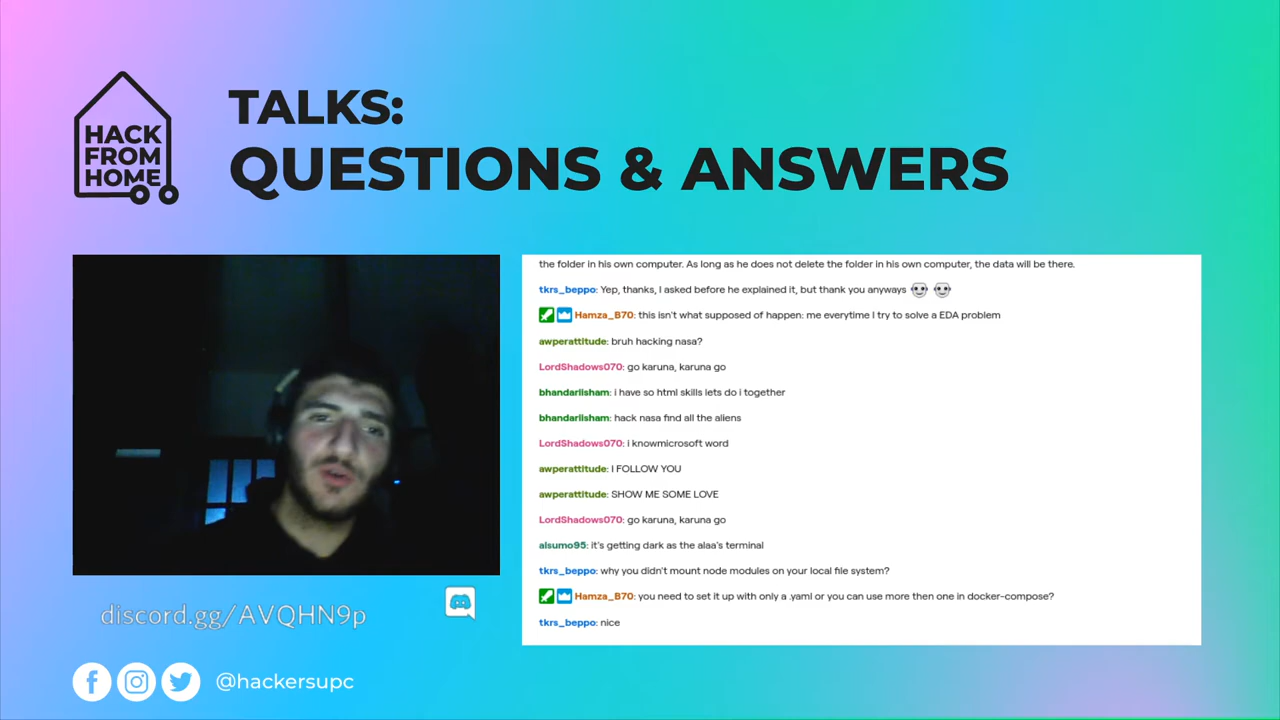 HACK
FROM
HOME
TALKS:
QUESTIONS & ANSWERS
the folder in his own computer. As long as he does not delete the folder in his own computer, the data will be there.
tkrs_beppo: Yep, thanks, I asked before he explained it, but thank you anyways
Hamza_B70: this isn't what supposed of happen: me everytime I try to solve a EDA problem
awperattitude: bruh hacking nasa?
LordShadows070: go karuna, karuna go
bhandariisham: i have so html skills lets do i together
bhandariisham: hack nasa find all the aliens
LordShadows070: i knowmicrosoft word
awperattitude: I FOLLOW YOU
awperattitude: SHOW ME SOME LOVE
LordShadows070: go karuna, karuna go
alsumo95: it's getting dark as the alaa's terminal
tkrs_beppo: why you didn't mount node modules on your local file system?
Hamza_B70: you need to set it up with only a .yaml or you can use more then one in docker-compose?
tkrs_beppo: nice
discord.gg/AVQHN9p
@hackersupc